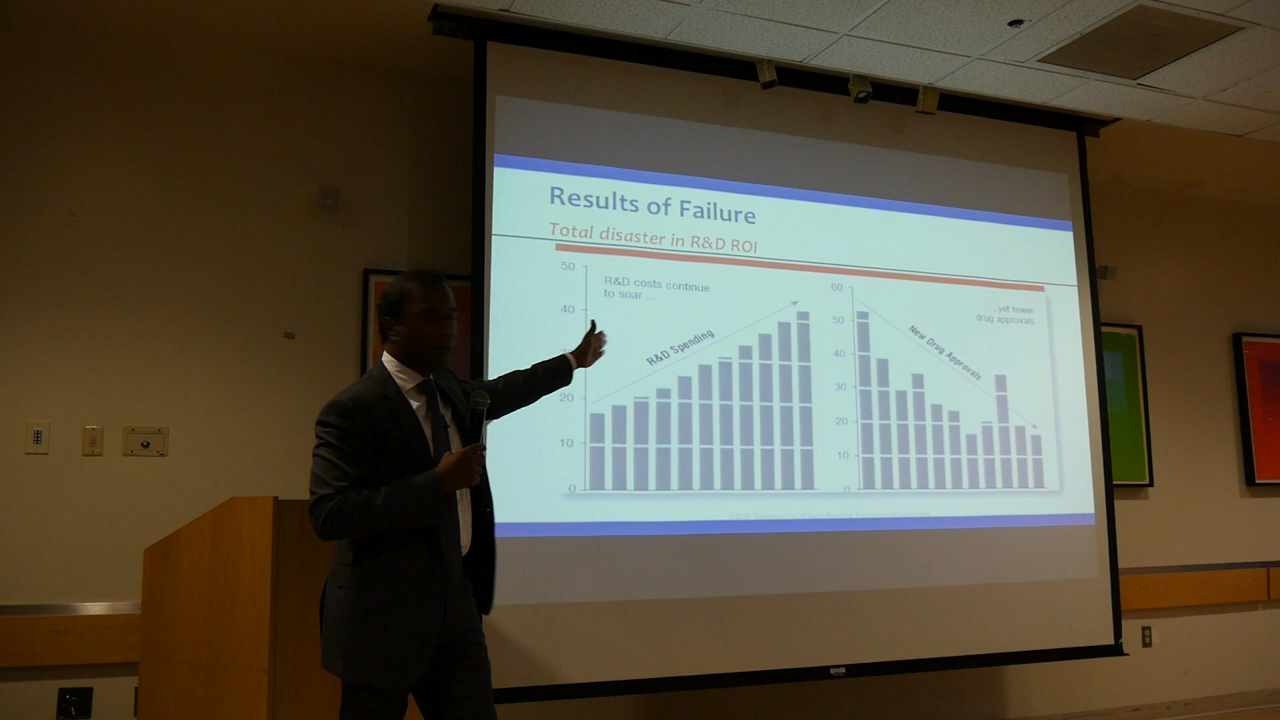 Results of Failure
Total disaster in R&D ROI
50
R&D costs continue
to soar ...
40
20
10
0
R&D Spending
60
...yet fewer
drug approvals
50
40
30
20
10
0
New Drug Approvals